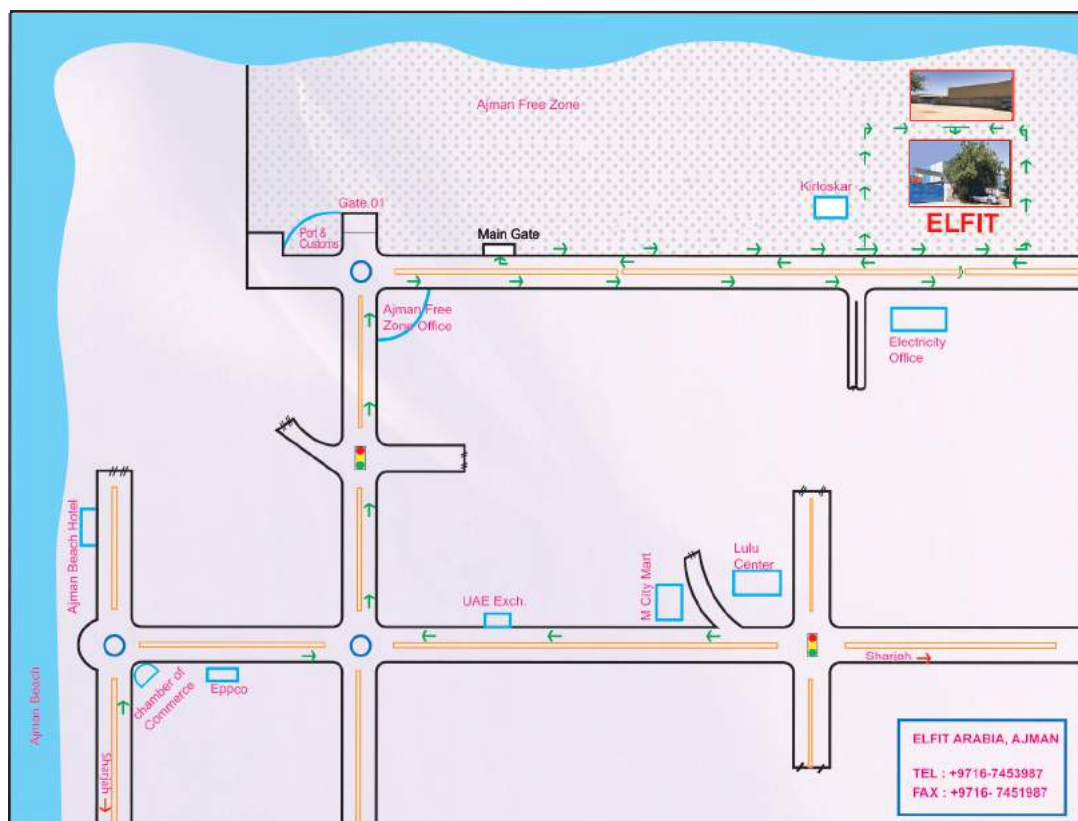 Ajman Free Zone
Kirloskar
ELFIT
Gate 01
Port &
Customs
Main Gate
Ajman Free
Zone Office
Electricity
Office
Ajman Beach Hotel
Lulu
Center
M City Mart
UAE Exch.
Sharjah
chamber of
Commerce
Eppco
Ajman Beach
Sharjah
ELFIT ARABIA, AJMAN
TEL : +9716-7453987
FAX : +9716- 7451987